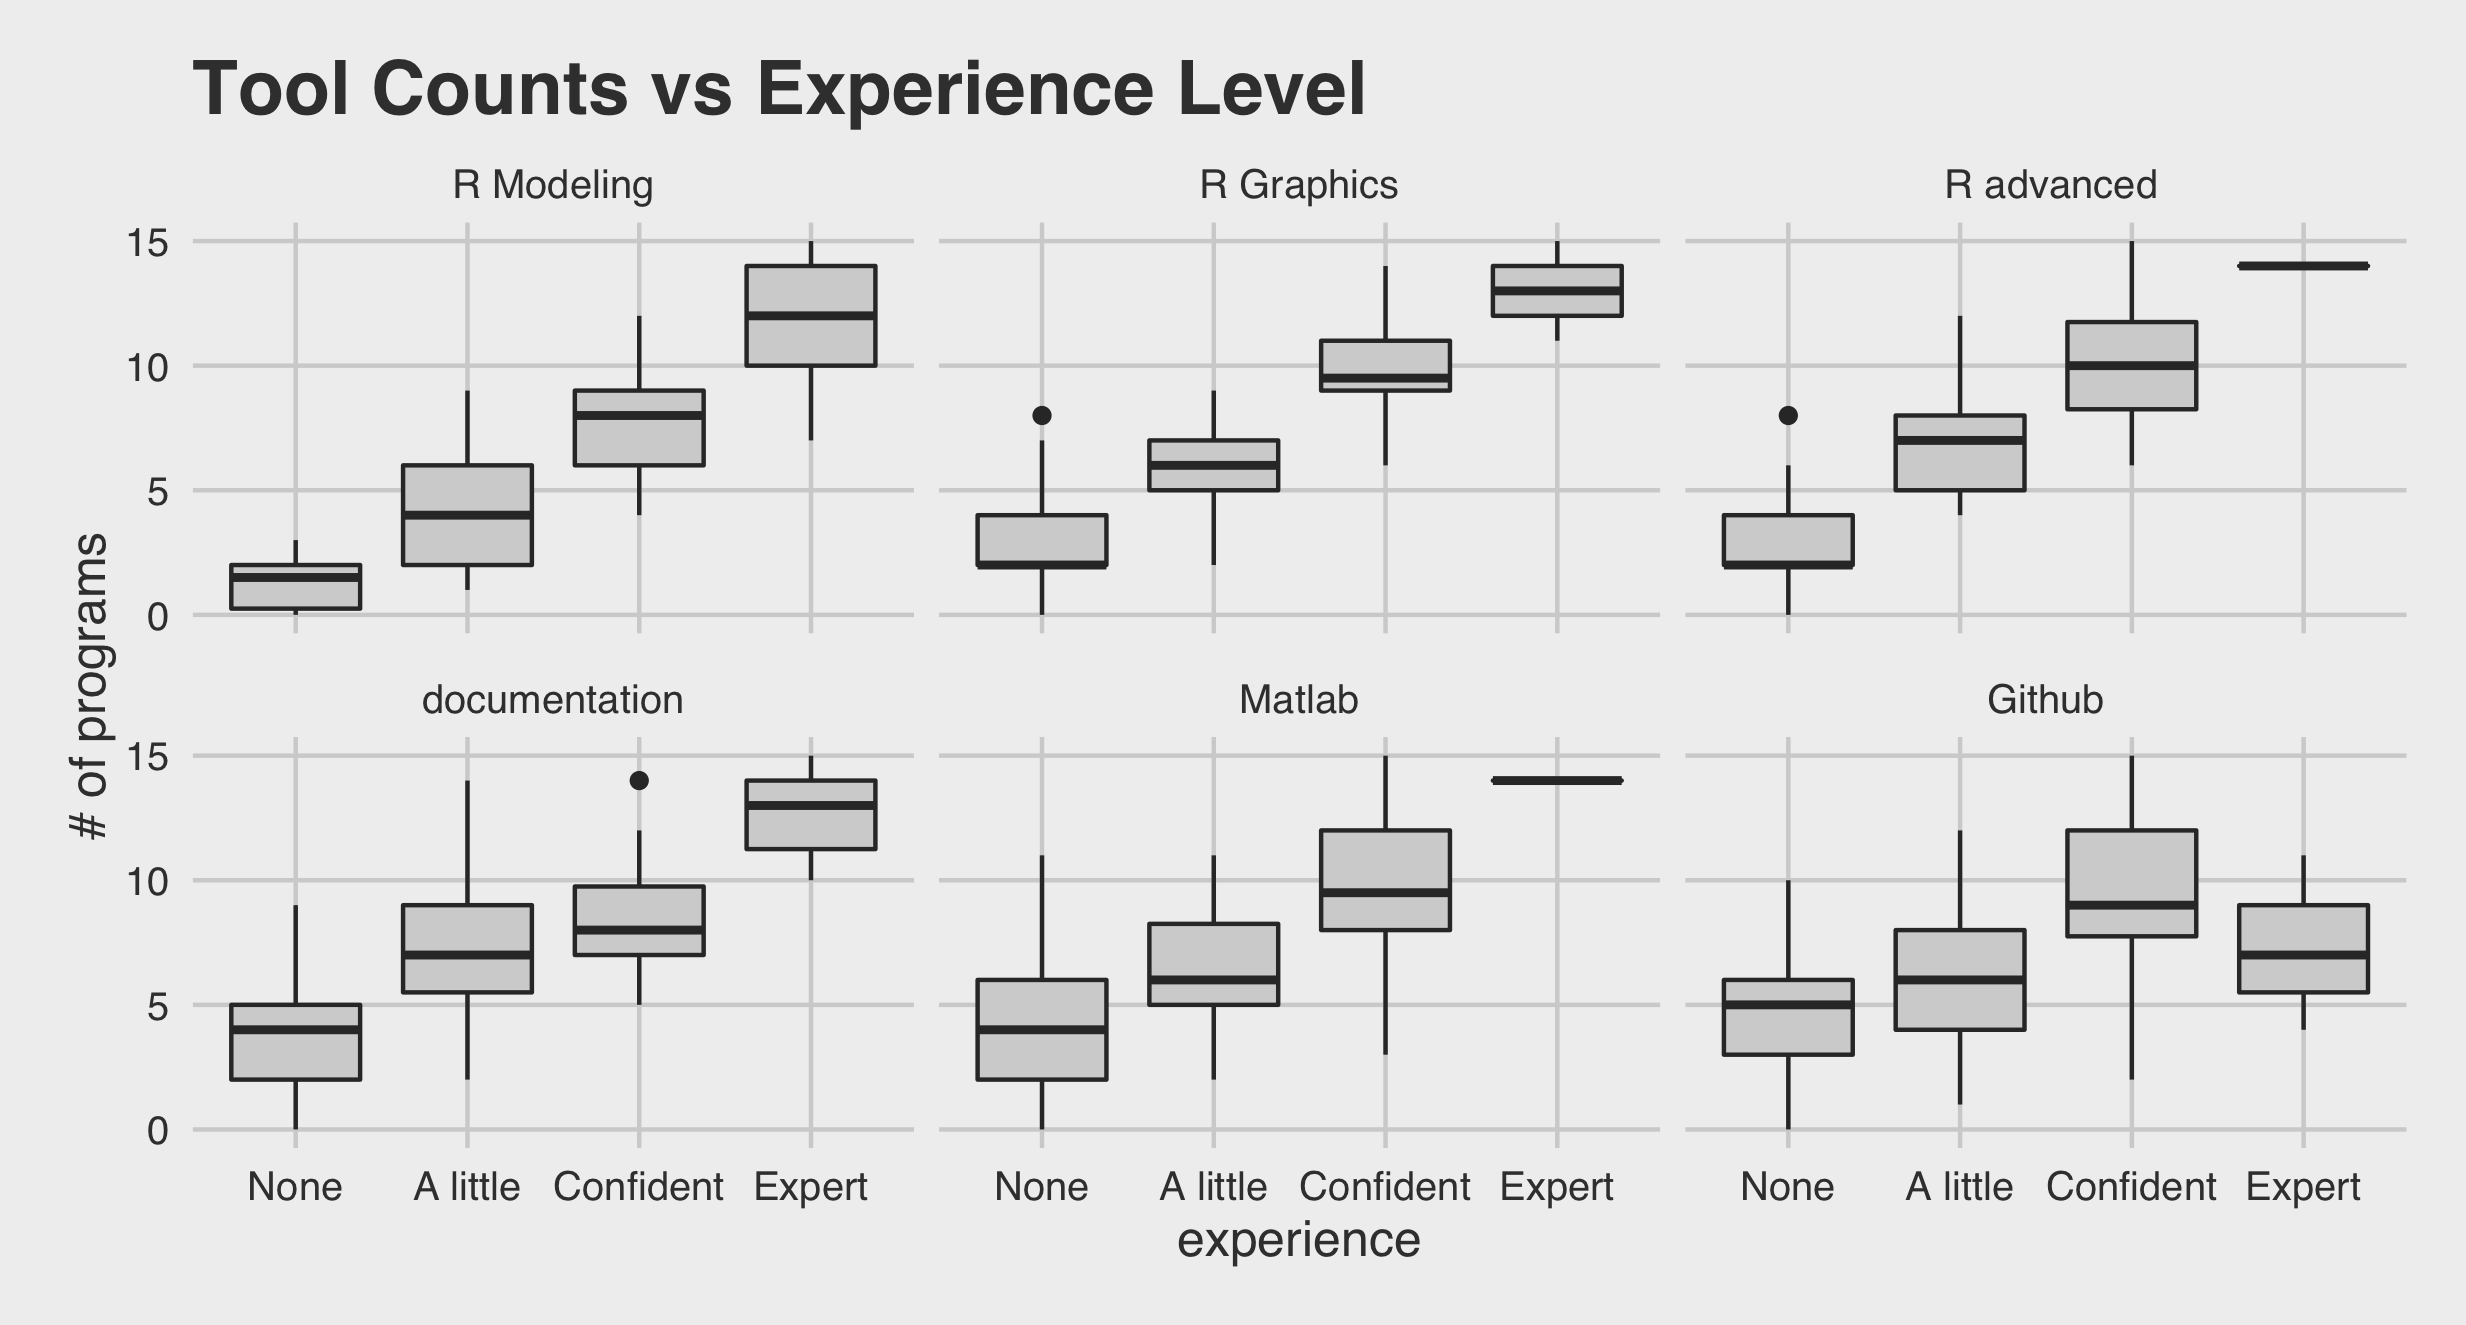 Tool Counts vs Experience Level
R Modeling
R Graphics
R advanced
15
10
5
0
documentation
Matlab
Github
15
10
5
0
# of programs
None A little Confident Expert
None A little Confident Expert
None A little Confident Expert
experience